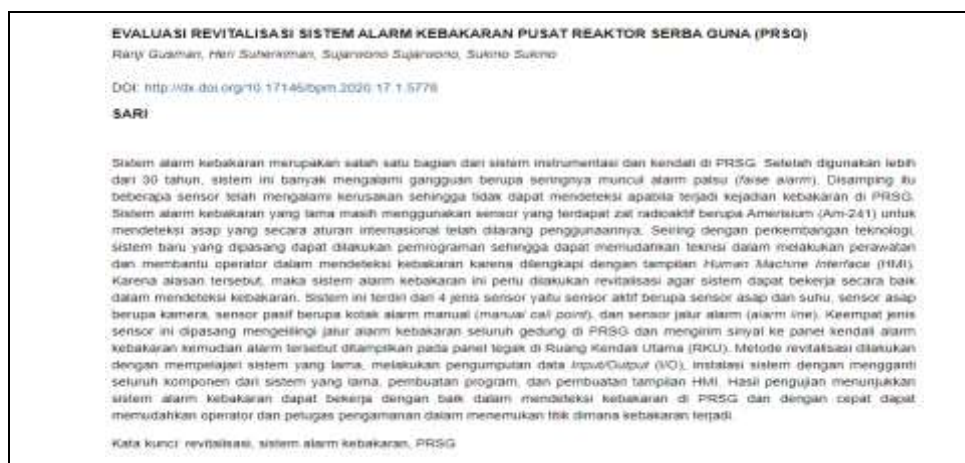 EVALUASI REVITALISASI SISTEM ALARM KEBAKARAN PUSAT REAKTOR SERBA GUNA (PRSG)
Ranji Gusman, Heri Suherkiman, Sujarwono Sujarwono, Sukino Sukino
DOI: http://dx.doi.org/10.17146/bprn.2020.17.1.5778
SARI
Sistem alarm kebakaran merupakan salah satu bagian dari sistem instrumentasi dan kendali di PRSG. Setelah digunakan lebih
dari 30 tahun, sistem ini banyak mengalami gangguan berupa seringnya muncul alarm palsu (false alarm). Disamping itu
beberapa sensor telah mengalami kerusakan sehingga tidak dapat mendeteksi apabila terjadi kejadian kebakaran di PRSG.
Sistem alarm kebakaran yang lama masih menggunakan sensor yang terdapat zat radioaktif berupa Amerisium (Am-241) untuk
mendeteksi asap yang secara aturan internasional telah dilarang penggunaannya. Seiring dengan perkembangan teknologi,
sistem baru yang dipasang dapat dilakukan pemrograman sehingga dapat memudahkan teknisi dalam melakukan perawatan
dan membantu operator dalam mendeteksi kebakaran karena dilengkapi dengan tampilan Human Machine Interface (HMI).
Karena alasan tersebut, maka sistem alarm kebakaran ini perlu dilakukan revitalisasi agar sistem dapat bekerja secara baik
dalam mendeteksi kebakaran. Sistem ini terdiri dari 4 jenis sensor yaitu sensor aktif berupa sensor asap dan suhu, sensor asap
berupa kamera, sensor pasif berupa kotak alarm manual (manual call point), dan sensor jalur alarm (alarm line). Keempat jenis
sensor ini dipasang mengelilingi jalur alarm kebakaran seluruh gedung di PRSG dan mengirim sinyal ke panel kendali alarm
kebakaran kemudian alarm tersebut ditampilkan pada panel tegak di Ruang Kendali Utama (RKU). Metode revitalisasi dilakukan
dengan mempelajari sistem yang lama, melakukan pengumpulan data Input/Output (I/O), instalasi sistem dengan mengganti
seluruh komponen dari sistem yang lama, pembuatan program, dan pembuatan tampilan HMI. Hasil pengujian menunjukkan
sistem alarm kebakaran dapat bekerja dengan baik dalam mendeteksi kebakaran di PRSG dan dengan cepat dapat
memudahkan operator dan petugas pengamanan dalam menemukan titik dimana kebakaran terjadi.
Kata kunci: revitalisasi, sistem alarm kebakaran, PRSG